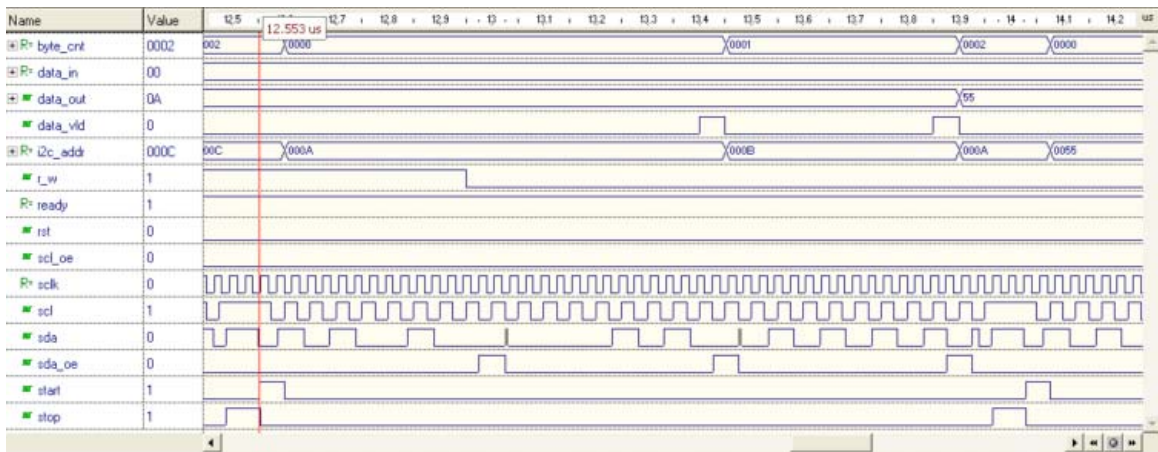 Name Value 12,5 12,7 12,8 12,9 13 13,1 13,2 13,3 13,4 13,5 13,6 13,7 13,8 13,9 14 14,1 14,2 us
12.553 us
R= byte_cnt 0002 002 0000 0001 0002 0000
R= data_in 00
data_out 0A 55
data_vld 0
R= i2c_addr 000C 00C 000A 000B 000A 0055
r_w 1
R= ready 1
rst 0
scl_oe 0
R= sclk 0
scl 1
sda 0
sda_oe 0
start 1
stop 1